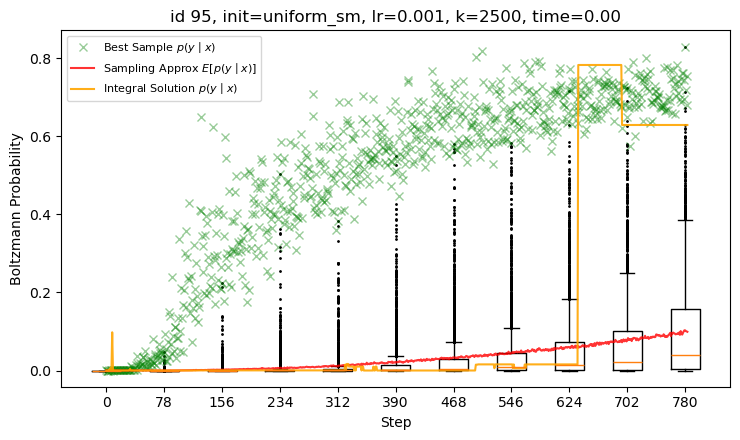 id 95, init=uniform_sm, lr=0.001, k=2500, time=0.00
Best Sample p(y | x)
Sampling Approx E[p(y | x)]
Integral Solution p(y | x)
Boltzmann Probability
0.8
0.6
0.4
0.2
0.0
0 78 156 234 312 390 468 546 624 702 780
Step